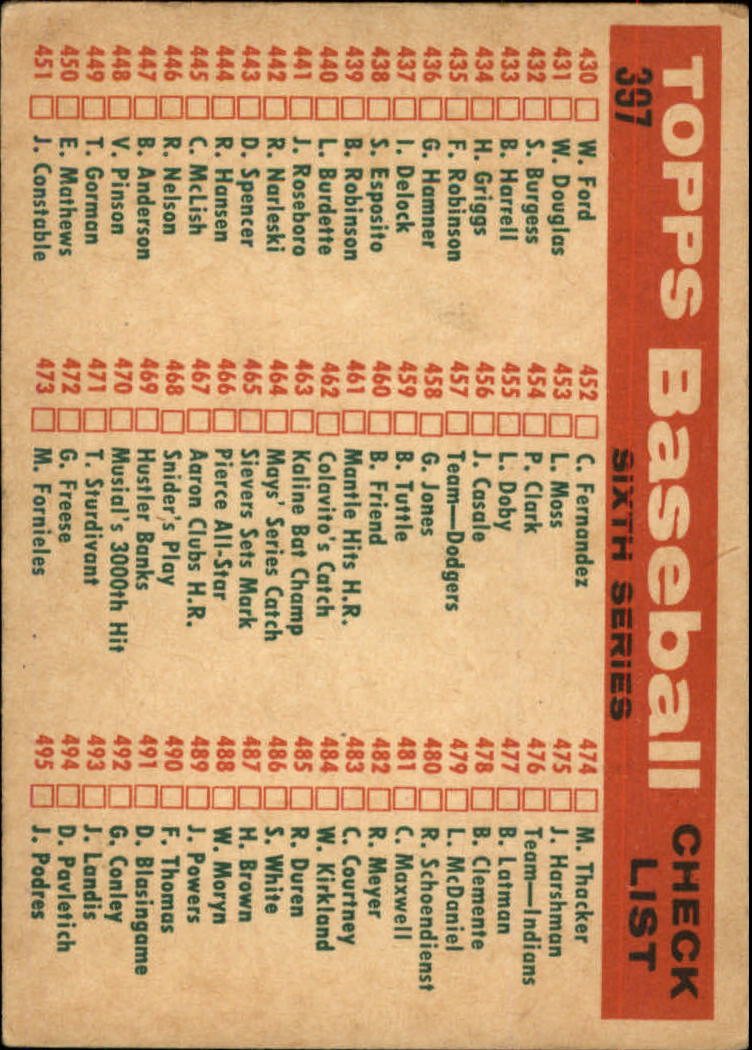 TOPPS Baseball CHECK LIST
397 SIXTH SERIES
430 W. Ford
431 W. Douglas
432 S. Burgess
433 B. Harrell
434 H. Griggs
435 F. Robinson
436 G. Hamner
437 I. Delock
438 S. Esposito
439 B. Robinson
440 L. Burdette
441 J. Roseboro
442 R. Narleski
443 D. Spencer
444 R. Hansen
445 C. McLish
446 R. Nelson
447 B. Anderson
448 V. Pinson
449 T. Gorman
450 E. Mathews
451 J. Constable
452 C. Fernandez
453 L. Moss
454 P. Clark
455 L. Doby
456 J. Casale
457 Team—Dodgers
458 G. Jones
459 B. Tuttle
460 B. Friend
461 Mantle Hits H.R.
462 Colavito's Catch
463 Kaline Bat Champ
464 Mays' Series Catch
465 Sievers Sets Mark
466 Pierce All-Star
467 Aaron Clubs H.R.
468 Snider's Play
469 Hustler Banks
470 Musial's 3000th Hit
471 T. Sturdivant
472 G. Freese
473 M. Fornieles
474 M. Thacker
475 J. Harshman
476 Team—Indians
477 B. Latman
478 B. Clemente
479 L. McDaniel
480 R. Schoendienst
481 C. Maxwell
482 R. Meyer
483 C. Courtney
484 W. Kirkland
485 R. Duren
486 S. White
487 H. Brown
488 W. Moryn
489 J. Powers
490 F. Thomas
491 D. Blasingame
492 G. Conley
493 J. Landis
494 D. Pavletich
495 J. Podres